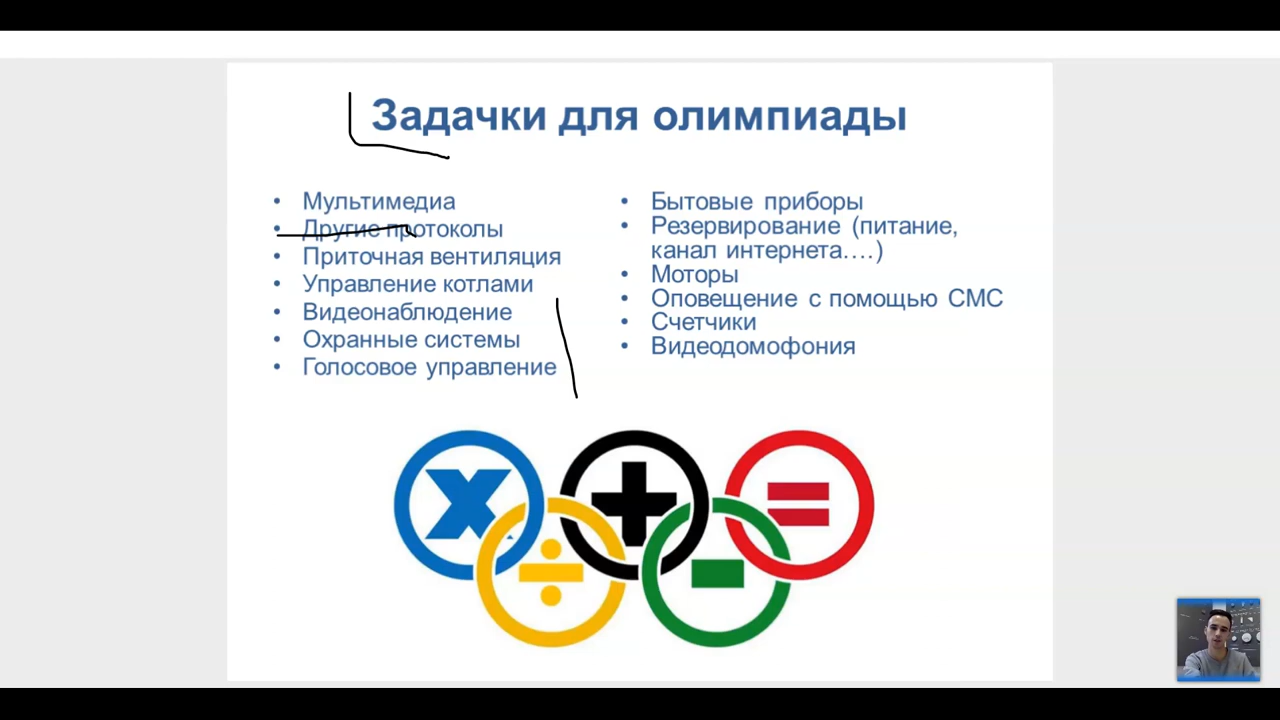 Задачки для олимпиады
• Мультимедиа
• Другие протоколы
• Приточная вентиляция
• Управление котлами
• Видеонаблюдение
• Охранные системы
• Голосовое управление
• Бытовые приборы
• Резервирование (питание,
канал интернета….)
• Моторы
• Оповещение с помощью СМС
• Счетчики
• Видеодомофония
x + =
÷ -